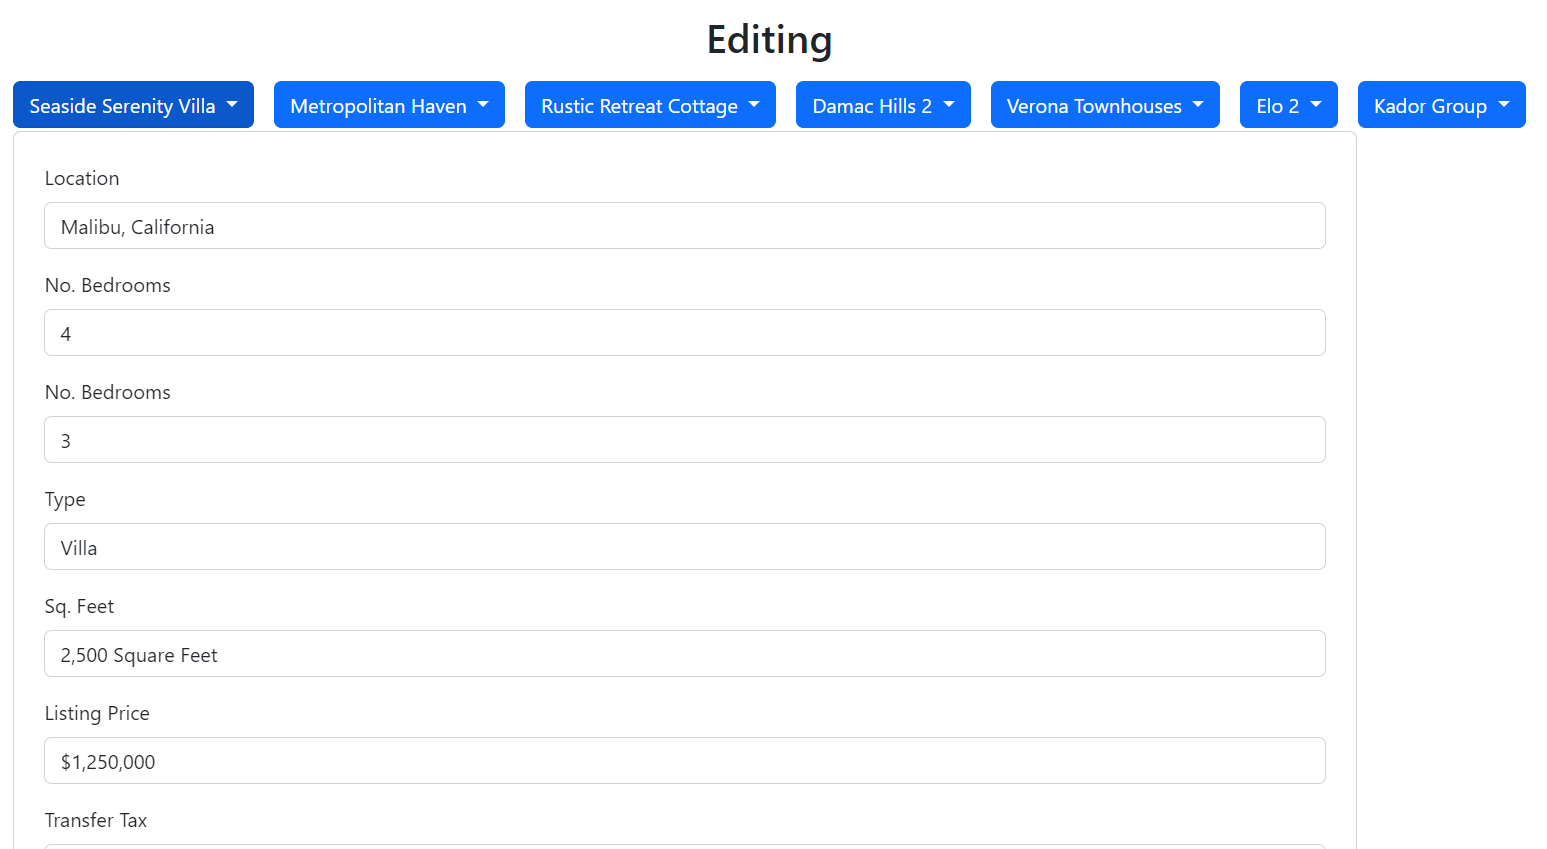 Editing
Seaside Serenity Villa Metropolitan Haven Rustic Retreat Cottage Damac Hills 2 Verona Townhouses Elo 2 Kador Group
Location
Malibu, California
No. Bedrooms
4
No. Bedrooms
3
Type
Villa
Sq. Feet
2,500 Square Feet
Listing Price
$1,250,000
Transfer Tax